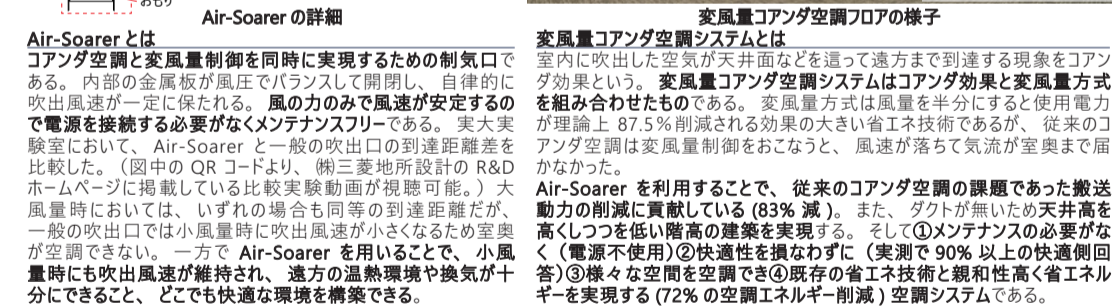 おもり
Air-Soarer の詳細
Air-Soarer とは
コアンダ空調と変風量制御を同時に実現するための制気口で
ある。 内部の金属板が風圧でバランスして開閉し、 自律的に
吹出風速が一定に保たれる。 風の力のみで風速が安定するの
で電源を接続する必要がなくメンテナンスフリーである。 実大実
験室において、 Air-Soarer と一般の吹出口の到達距離差を
比較した。 (図中の QR コードより、 ㈱三菱地所設計の R&D
ホームページに掲載している比較実験動画が視聴可能。) 大
風量時においては、 いずれの場合も同等の到達距離だが、
一般の吹出口では小風量時に吹出風速が小さくなるため室奥
が空調できない。 一方で Air-Soarer を用いることで、 小風
量時にも吹出風速が維持され、 遠方の温熱環境や換気が十
分にできること、 どこでも快適な環境を構築できる。
変風量コアンダ空調フロアの様子
変風量コアンダ空調システムとは
室内に吹出した空気が天井面などを這って遠方まで到達する現象をコアン
ダ効果という。 変風量コアンダ空調システムはコアンダ効果と変風量方式
を組み合わせたものである。 変風量方式は風量を半分にすると使用電力
が理論上 87.5%削減される効果の大きい省エネ技術であるが、 従来のコ
アンダ空調は変風量制御をおこなうと、 風速が落ちて気流が室奥まで届
かなかった。
Air-Soarer を利用することで、 従来のコアンダ空調の課題であった搬送
動力の削減に貢献している (83% 減 )。 また、 ダクトが無いため天井高を
高くしつつを低い階高の建築を実現する。 そして①メンテナンスの必要がな
く (電源不使用)②快適性を損なわずに (実測で 90% 以上の快適側回
答)③様々な空間を空調でき④既存の省エネ技術と親和性高く省エネル
ギーを実現する (72% の空調エネルギー削減 ) 空調システムである。